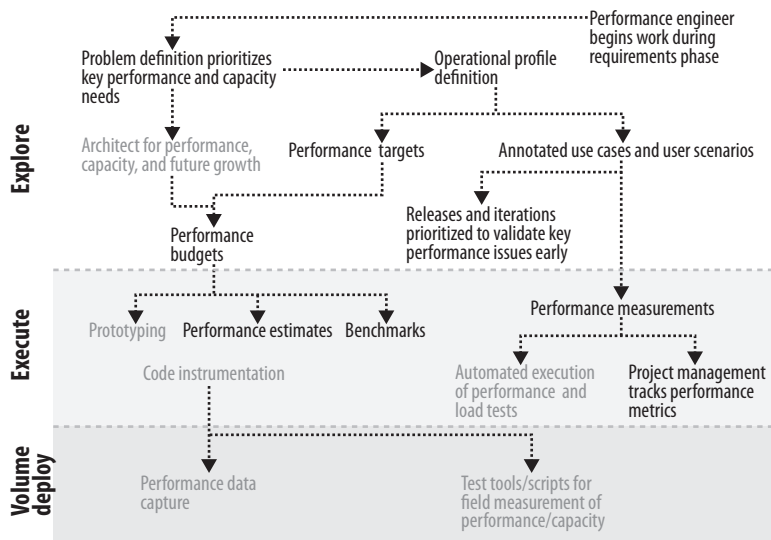 Performance engineer
begins work during
requirements phase
Problem definition prioritizes
key performance and capacity
needs
Operational profile
definition
Explore
Architect for performance,
capacity, and future growth
Performance targets
Annotated use cases and user scenarios
Releases and iterations
prioritized to validate key
performance issues early
Performance
budgets
Execute
Prototyping
Performance estimates
Benchmarks
Performance measurements
Code instrumentation
Automated execution
of performance and
load tests
Project management
tracks performance
metrics
Volume
deploy
Performance data
capture
Test tools/scripts for
field measurement of
performance/capacity